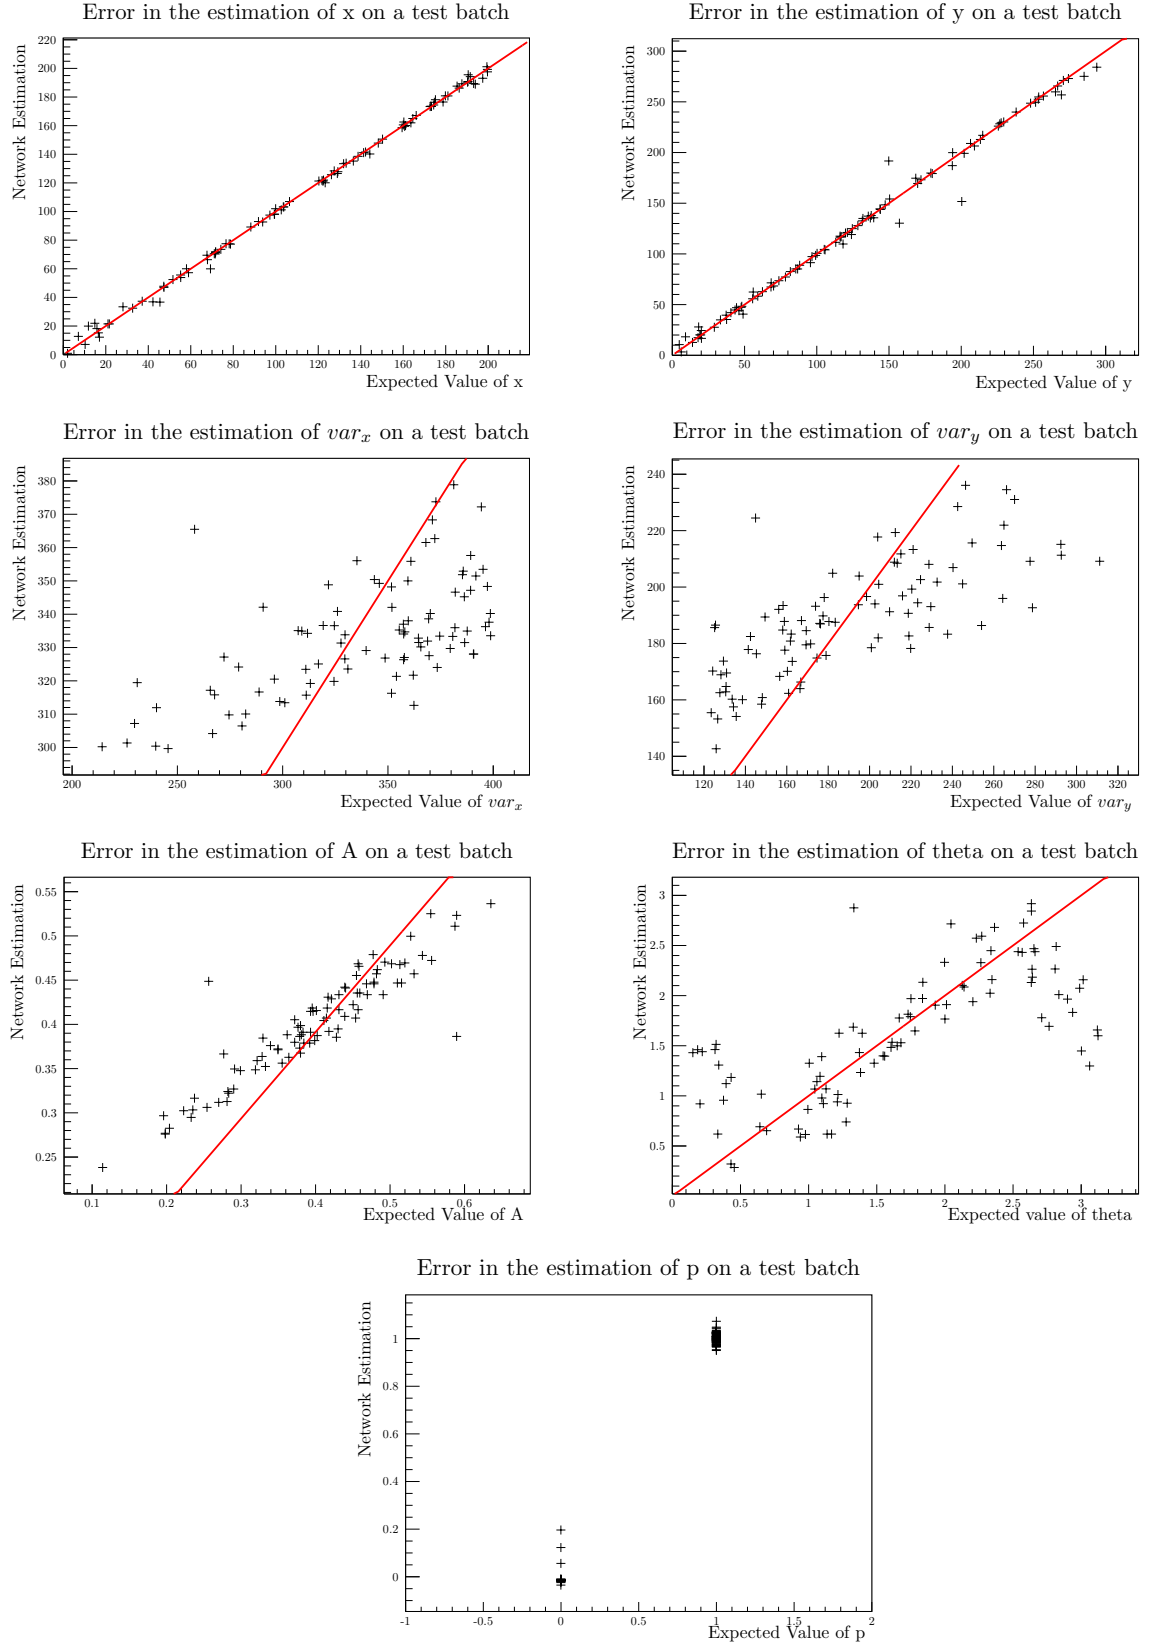 Error in the estimation of x on a test batch
Network Estimation
220
200
180
160
140
120
100
80
60
40
20
0
0 20 40 60 80 100 120 140 160 180 200
Expected Value of x
Error in the estimation of y on a test batch
Network Estimation
300
250
200
150
100
50
0
0 50 100 150 200 250 300
Expected Value of y
Error in the estimation of var_x on a test batch
Network Estimation
380
370
360
350
340
330
320
310
300
200 250 300 350 400
Expected Value of var_x
Error in the estimation of var_y on a test batch
Network Estimation
240
220
200
180
160
140
120 140 160 180 200 220 240 260 280 300 320
Expected Value of var_y
Error in the estimation of A on a test batch
Network Estimation
0.55
0.5
0.45
0.4
0.35
0.3
0.25
0.1 0.2 0.3 0.4 0.5 0.6
Expected Value of A
Error in the estimation of theta on a test batch
Network Estimation
3
2.5
2
1.5
1
0.5
0 0.5 1 1.5 2 2.5 3
Expected value of theta
Error in the estimation of p on a test batch
Network Estimation
1
0.8
0.6
0.4
0.2
0
-1 -0.5 0 0.5 1 1.5 2
Expected Value of p